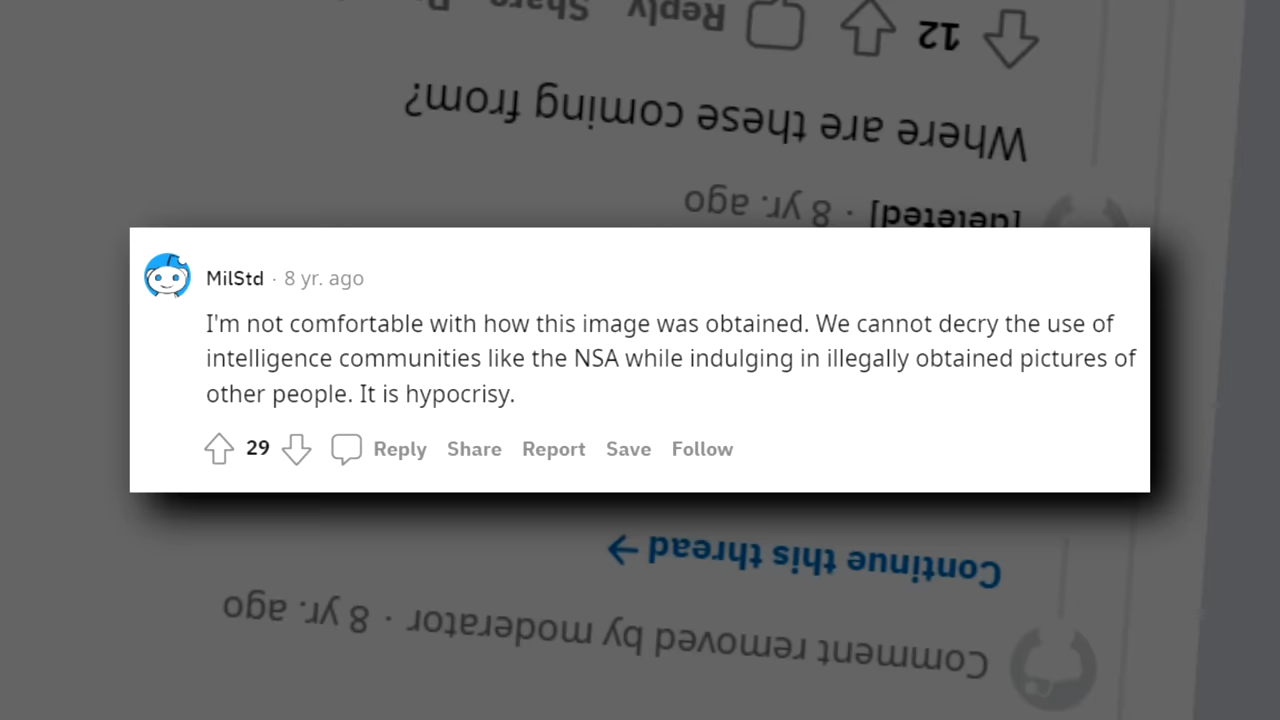 Reply Share
12
Where are these coming from?
[deleted] · 8 yr. ago
MilStd · 8 yr. ago
I'm not comfortable with how this image was obtained. We cannot decry the use of
intelligence communities like the NSA while indulging in illegally obtained pictures of
other people. It is hypocrisy.
29 Reply Share Report Save Follow
Continue this thread →
Comment removed by moderator · 8 yr. ago